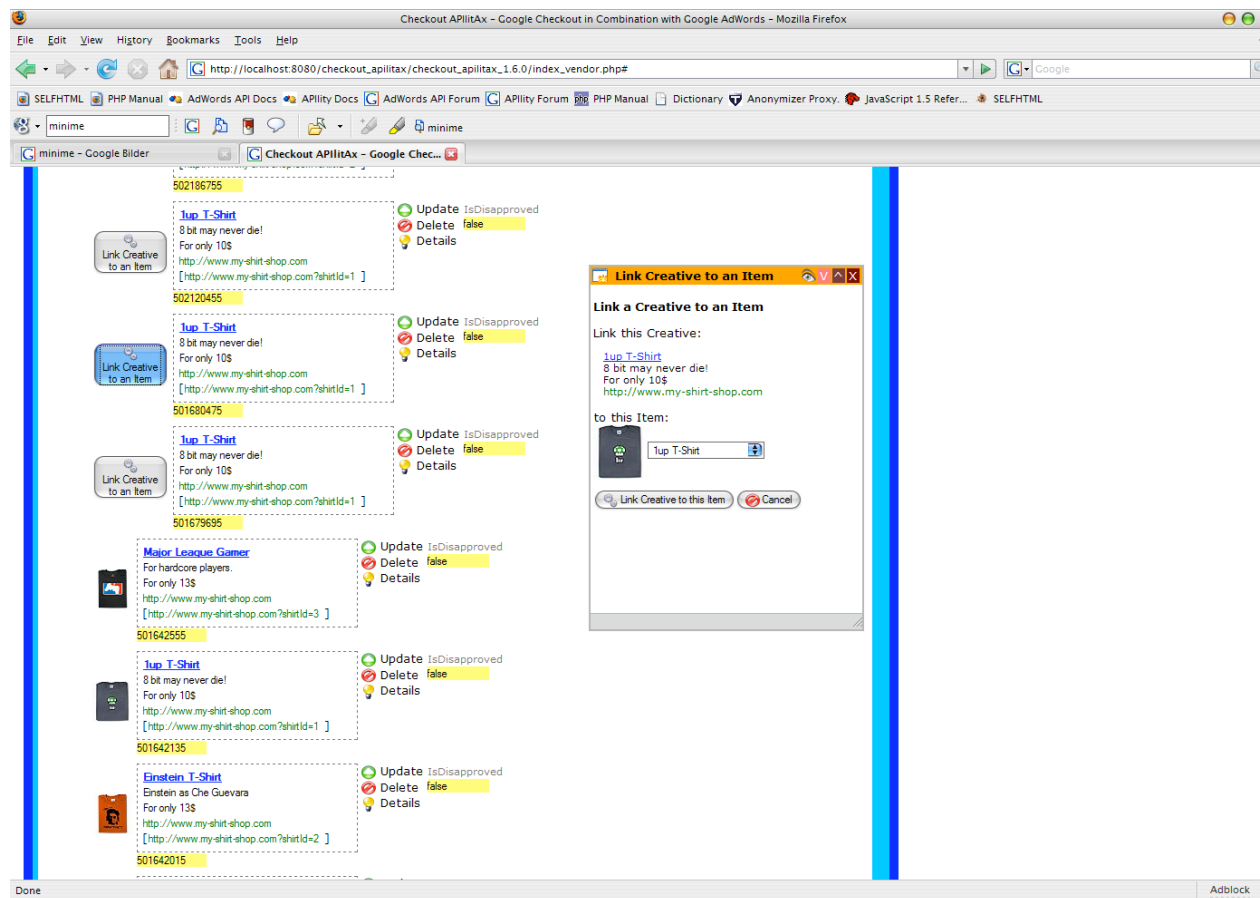 Checkout APIlitAx – Google Checkout in Combination with Google AdWords – Mozilla Firefox
File Edit View History Bookmarks Tools Help
http://localhost:8080/checkout_apilitax/checkout_apilitax_1.6.0/index_vendor.php#
Google
SELFHTML PHP Manual AdWords API Docs APIlity Docs AdWords API Forum APIlity Forum PHP Manual Dictionary Anonymizer Proxy. JavaScript 1.5 Refer... SELFHTML
minime minime
minime – Google Bilder Checkout APIlitAx – Google Chec...
502186755
Link Creative
to an Item
1up T-Shirt
8 bit may never die!
For only 10$
http://www.my-shirt-shop.com
[http://www.my-shirt-shop.com?shirtId=1 ]
502120455
Update IsDisapproved
Delete false
Details
Link Creative
to an Item
1up T-Shirt
8 bit may never die!
For only 10$
http://www.my-shirt-shop.com
[http://www.my-shirt-shop.com?shirtId=1 ]
501680475
Update IsDisapproved
Delete false
Details
Link Creative
to an Item
1up T-Shirt
8 bit may never die!
For only 10$
http://www.my-shirt-shop.com
[http://www.my-shirt-shop.com?shirtId=1 ]
501679695
Update IsDisapproved
Delete false
Details
Major League Gamer
For hardcore players.
For only 13$
http://www.my-shirt-shop.com
[http://www.my-shirt-shop.com?shirtId=3 ]
501642555
Update IsDisapproved
Delete false
Details
1up T-Shirt
8 bit may never die!
For only 10$
http://www.my-shirt-shop.com
[http://www.my-shirt-shop.com?shirtId=1 ]
501642135
Update IsDisapproved
Delete false
Details
Einstein T-Shirt
Einstein as Che Guevara
For only 13$
http://www.my-shirt-shop.com
[http://www.my-shirt-shop.com?shirtId=2 ]
501642015
Update IsDisapproved
Delete false
Details
Link Creative to an Item V ^ X
Link a Creative to an Item
Link this Creative:
1up T-Shirt
8 bit may never die!
For only 10$
http://www.my-shirt-shop.com
to this Item:
1up T-Shirt
Link Creative to this Item Cancel
Done Adblock